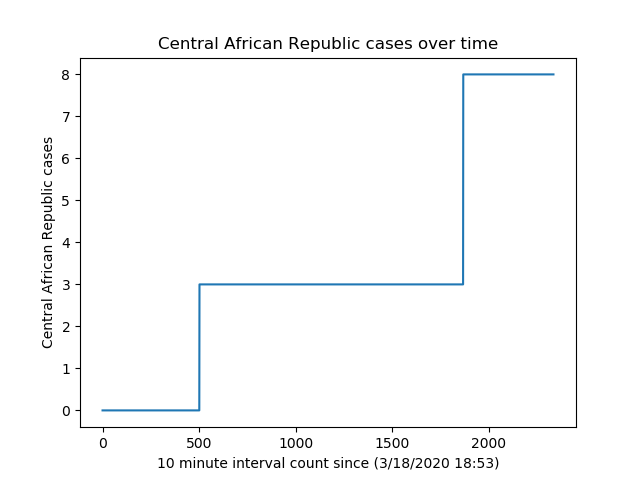 Central African Republic cases over time
Central African Republic cases
8
7
6
5
4
3
2
1
0
0 500 1000 1500 2000
10 minute interval count since (3/18/2020 18:53)